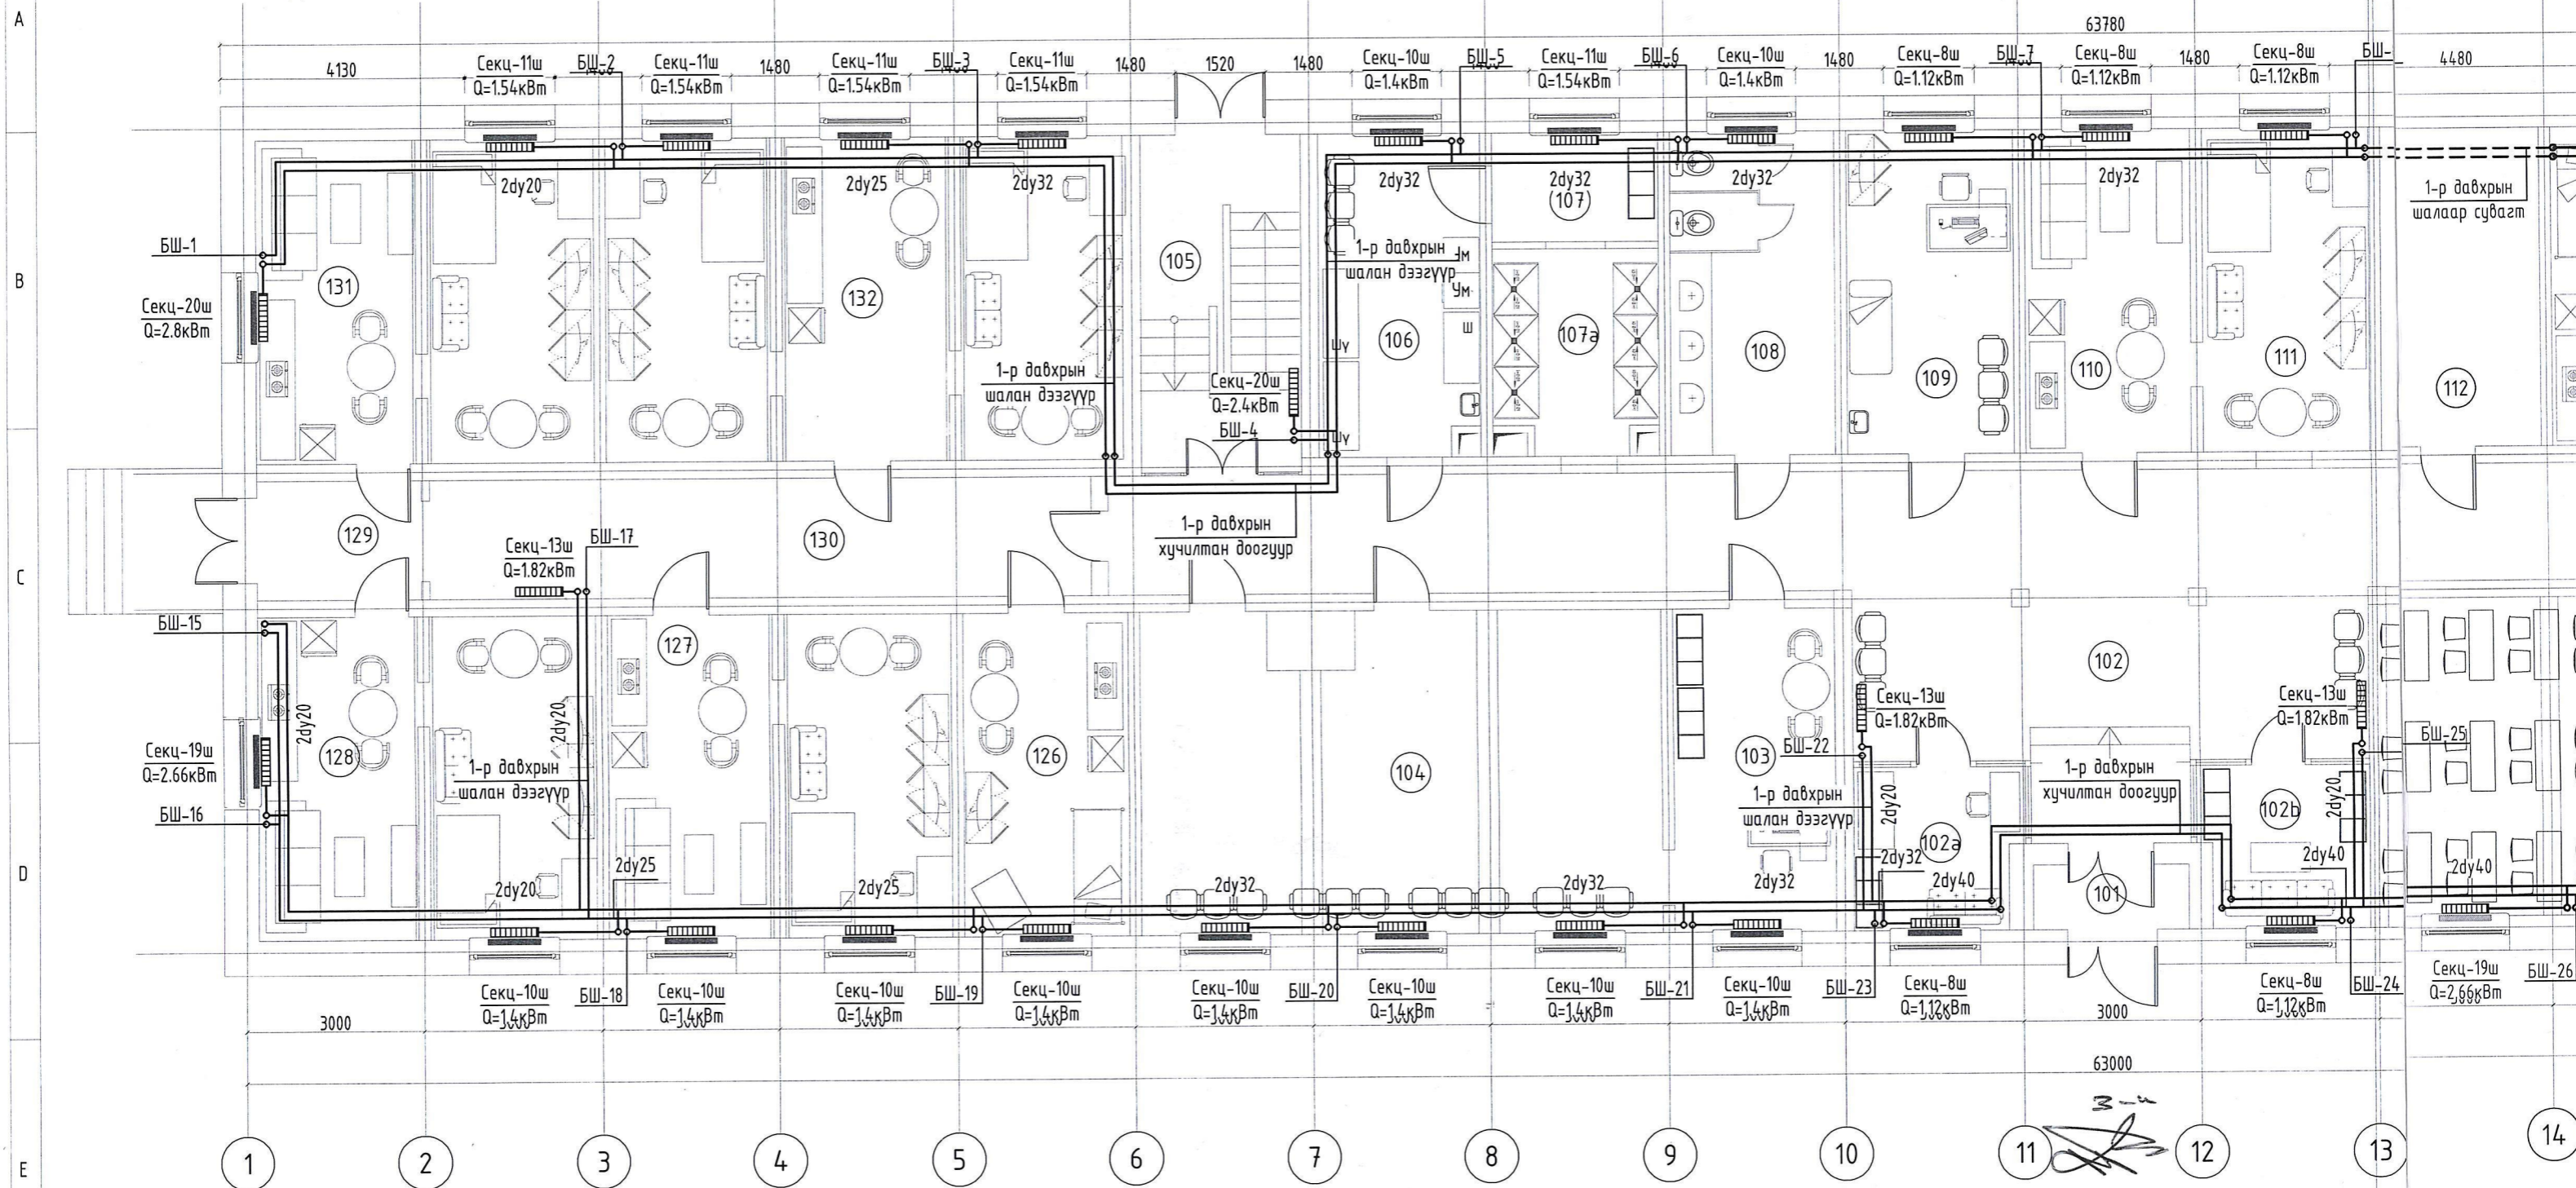 A
63780
4130
Секц-11ш
Q=1.54кВт
БШ-2
Секц-11ш
Q=1.54кВт
1480
Секц-11ш
Q=1.54кВт
БШ-3
Секц-11ш
Q=1.54кВт
1480
1520
1480
Секц-10ш
Q=1.4кВт
БШ-5
Секц-11ш
Q=1.54кВт
БШ-6
Секц-10ш
Q=1.4кВт
1480
Секц-8ш
Q=1.12кВт
БШ-7
Секц-8ш
Q=1.12кВт
1480
Секц-8ш
Q=1.12кВт
БШ-
4480
2dy20
2dy25
2dy32
2dy32
2dy32
(107)
2dy32
2dy32
1-р давхрын
шалаар сувагт
B
БШ-1
Секц-20ш
Q=2.8кВт
131
132
105
1-р давхрын
шалан дээгүүр
Ум
Ум
Ш
Шү
Шү
106
107а
108
109
110
111
112
1-р давхрын
шалан дээгүүр
Секц-20ш
Q=2.4кВт
БШ-4
C
129
130
Секц-13ш
Q=1.82кВт
БШ-17
1-р давхрын
хучилтан доогуур
БШ-15
127
102
Секц-13ш
Q=1.82кВт
Секц-13ш
Q=1.82кВт
2dy20
2dy20
128
Секц-19ш
Q=2.66кВт
БШ-16
1-р давхрын
шалан дээгүүр
126
104
103
БШ-22
БШ-25
1-р давхрын
шалан дээгүүр
2dy20
102а
1-р давхрын
хучилтан доогуур
102b
2dy20
D
2dy20
2dy25
2dy25
2dy32
2dy32
2dy32
2dy32
2dy40
101
2dy40
2dy40
Секц-10ш
Q=1.4кВт
БШ-18
Секц-10ш
Q=1.4кВт
Секц-10ш
Q=1.4кВт
БШ-19
Секц-10ш
Q=1.4кВт
Секц-10ш
Q=1.4кВт
БШ-20
Секц-10ш
Q=1.4кВт
Секц-10ш
Q=1.4кВт
БШ-21
Секц-10ш
Q=1.4кВт
БШ-23
Секц-8ш
Q=1.12кВт
Секц-8ш
Q=1.12кВт
БШ-24
Секц-19ш
Q=2.66кВт
БШ-26
3000
3000
63000
E
1
2
3
4
5
6
7
8
9
10
11
12
13
14